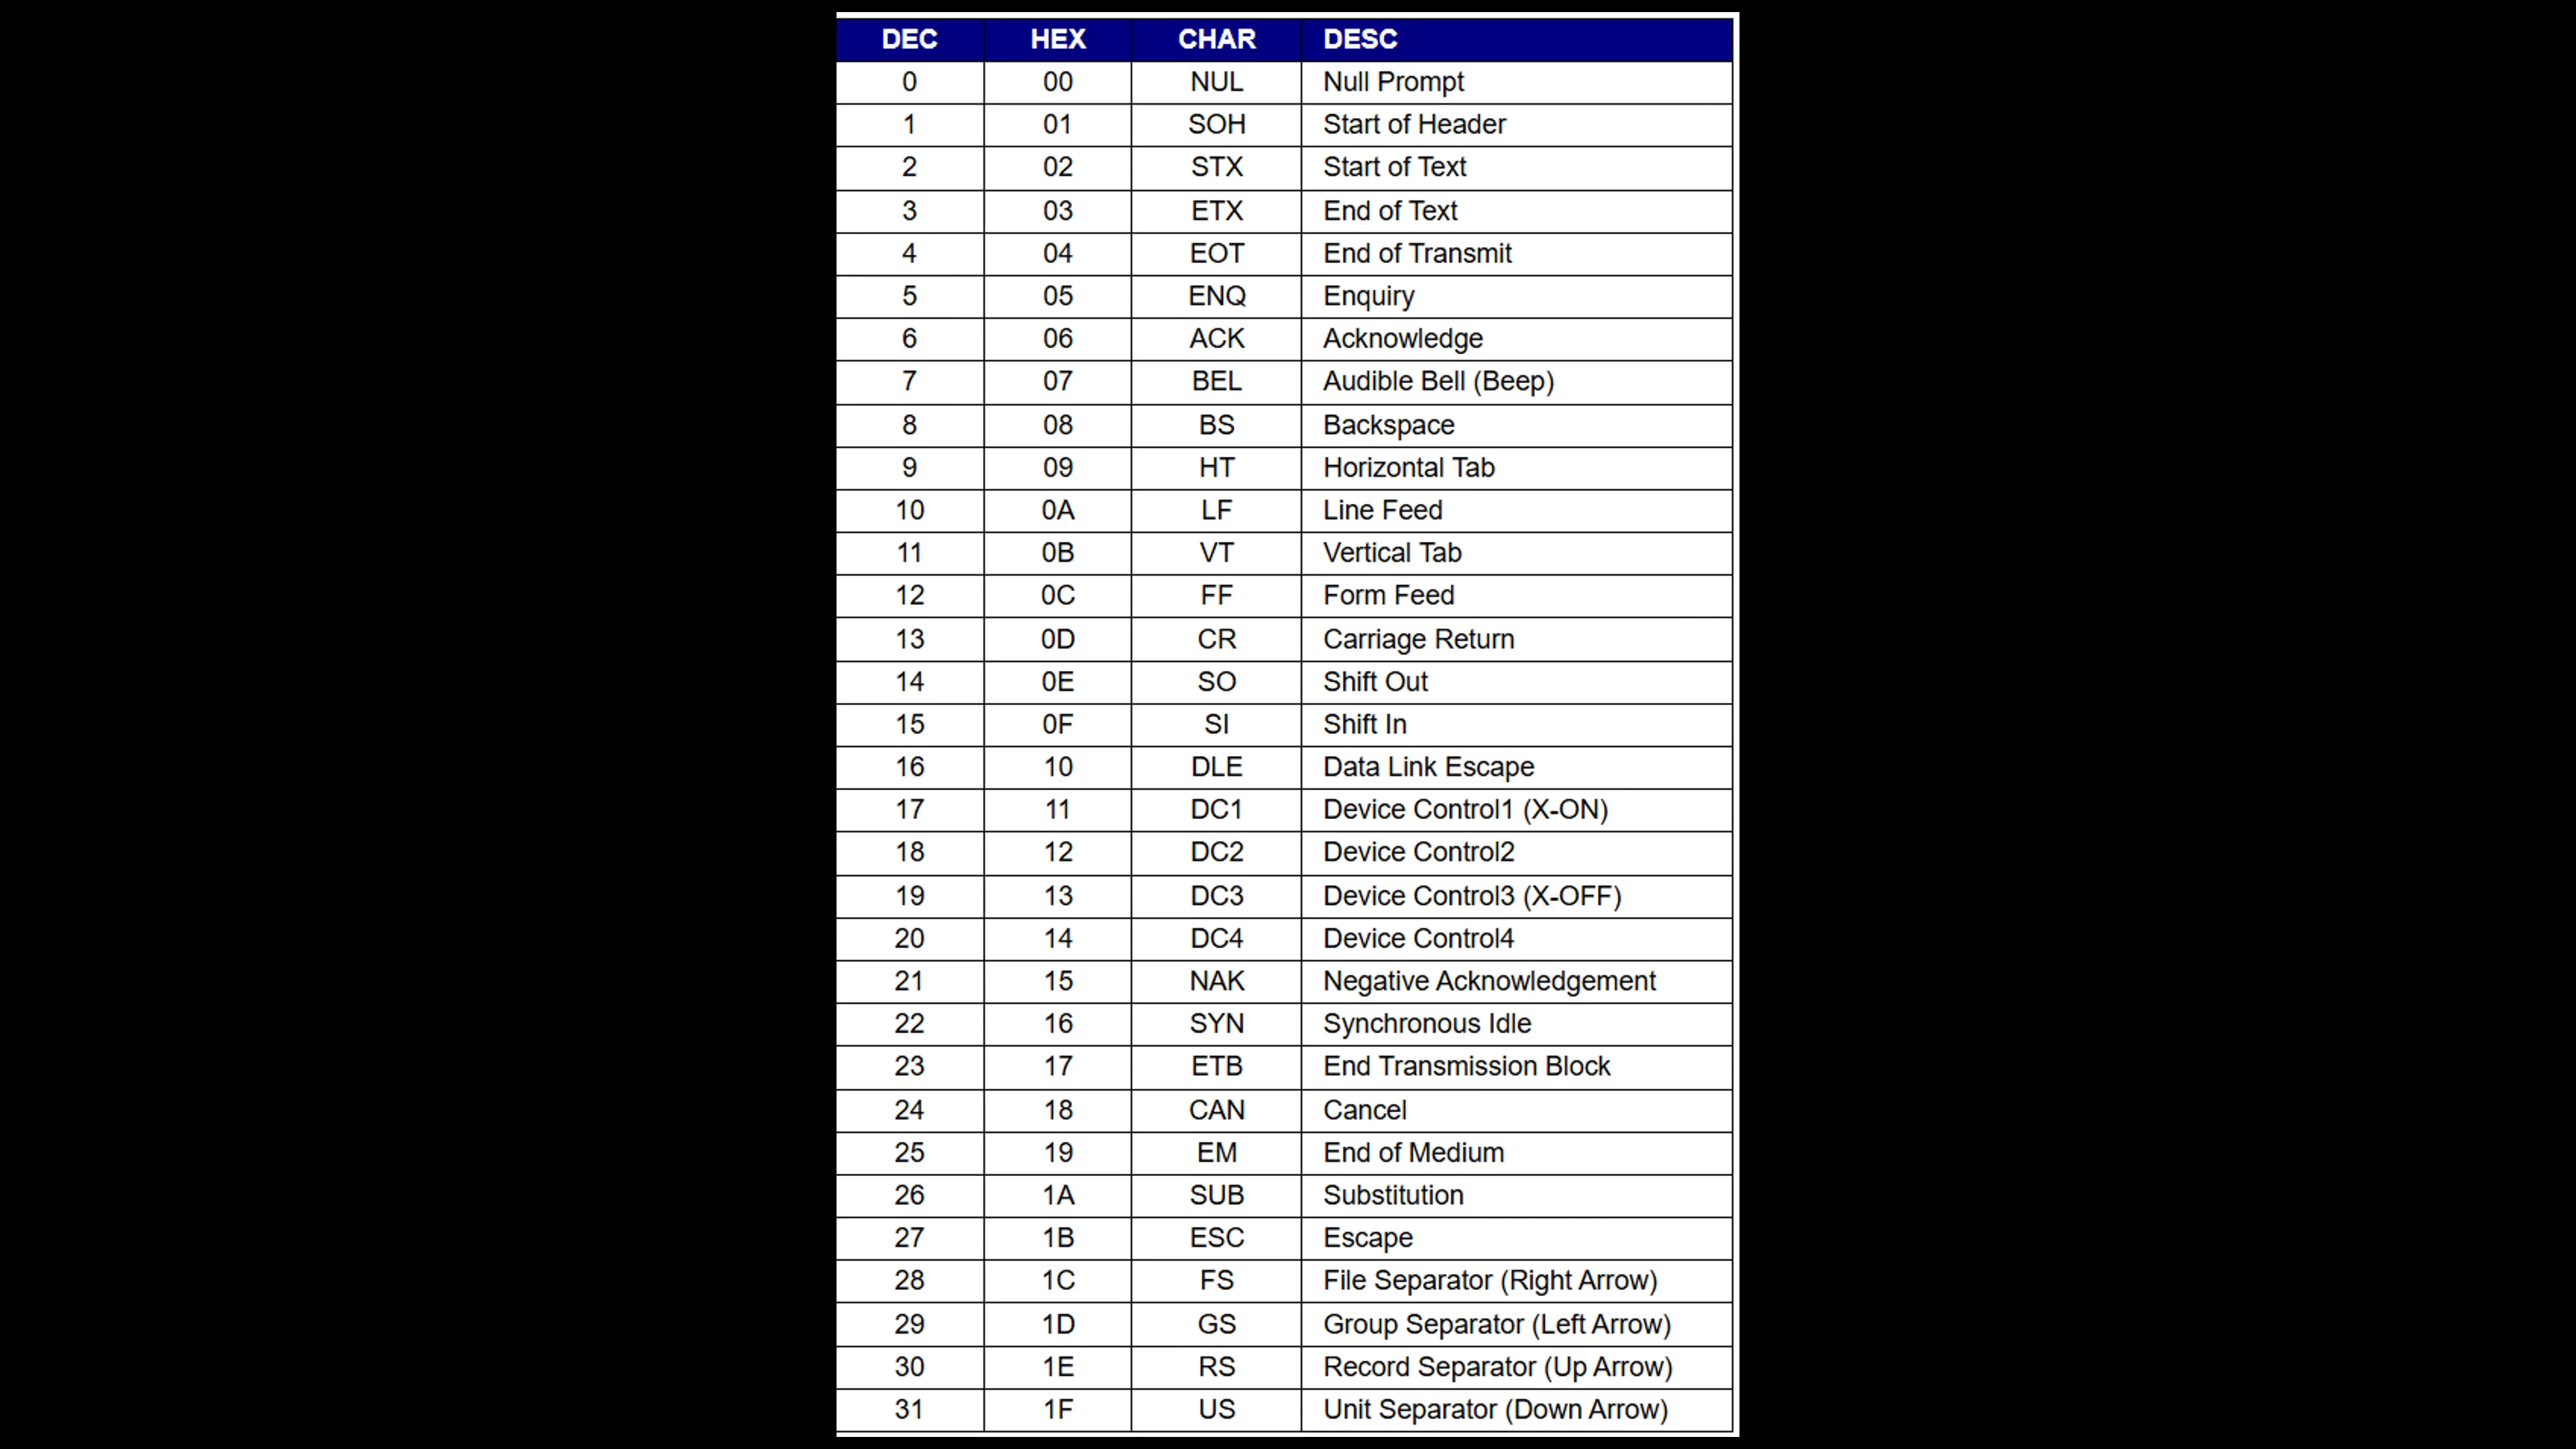 DEC HEX CHAR DESC
0 00 NUL Null Prompt
1 01 SOH Start of Header
2 02 STX Start of Text
3 03 ETX End of Text
4 04 EOT End of Transmit
5 05 ENQ Enquiry
6 06 ACK Acknowledge
7 07 BEL Audible Bell (Beep)
8 08 BS Backspace
9 09 HT Horizontal Tab
10 0A LF Line Feed
11 0B VT Vertical Tab
12 0C FF Form Feed
13 0D CR Carriage Return
14 0E SO Shift Out
15 0F SI Shift In
16 10 DLE Data Link Escape
17 11 DC1 Device Control1 (X-ON)
18 12 DC2 Device Control2
19 13 DC3 Device Control3 (X-OFF)
20 14 DC4 Device Control4
21 15 NAK Negative Acknowledgement
22 16 SYN Synchronous Idle
23 17 ETB End Transmission Block
24 18 CAN Cancel
25 19 EM End of Medium
26 1A SUB Substitution
27 1B ESC Escape
28 1C FS File Separator (Right Arrow)
29 1D GS Group Separator (Left Arrow)
30 1E RS Record Separator (Up Arrow)
31 1F US Unit Separator (Down Arrow)